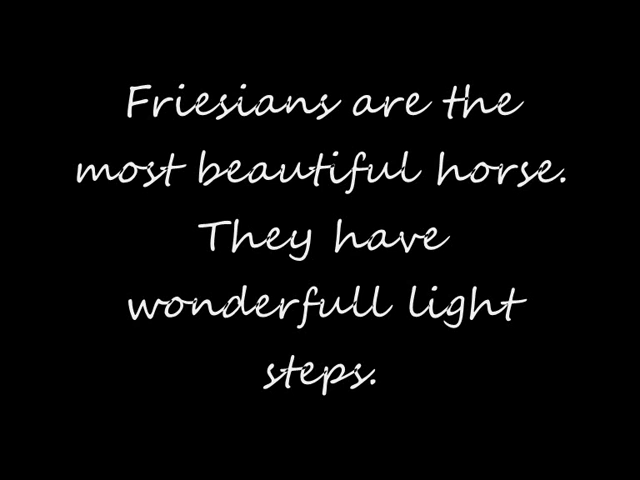 Friesians are the
most beautiful horse.
They have
wonderfull light
steps.